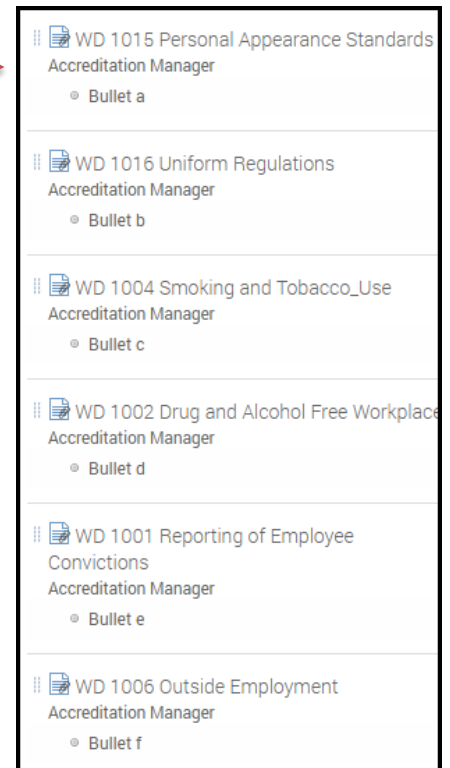 WD 1015 Personal Appearance Standards
Accreditation Manager
Bullet a
WD 1016 Uniform Regulations
Accreditation Manager
Bullet b
WD 1004 Smoking and Tobacco_Use
Accreditation Manager
Bullet c
WD 1002 Drug and Alcohol Free Workplace
Accreditation Manager
Bullet d
WD 1001 Reporting of Employee
Convictions
Accreditation Manager
Bullet e
WD 1006 Outside Employment
Accreditation Manager
Bullet f